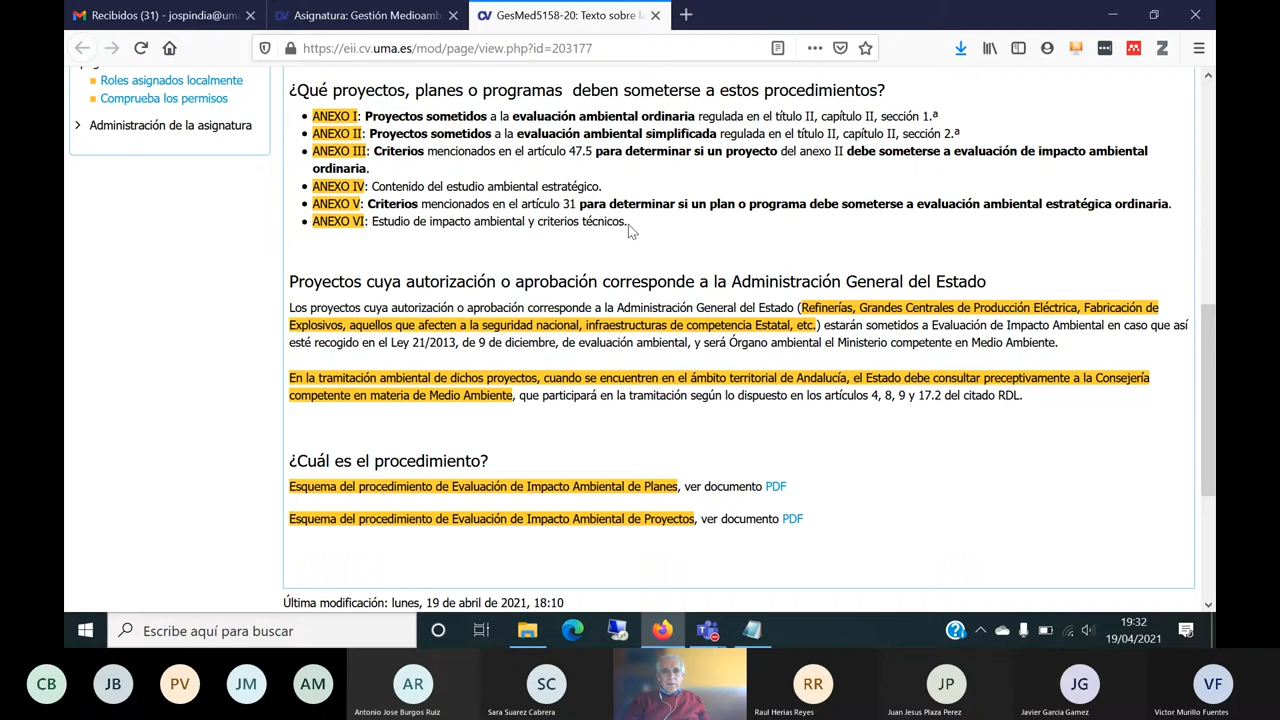 Recibidos (31) - jospindia@um
Asignatura: Gestión Medioamb
GesMed5158-20: Texto sobre la
https://eii.cv.uma.es/mod/page/view.php?id=203177
Roles asignados localmente
Comprueba los permisos
Administración de la asignatura
¿Qué proyectos, planes o programas deben someterse a estos procedimientos?
ANEXO I: Proyectos sometidos a la evaluación ambiental ordinaria regulada en el título II, capítulo II, sección 1.ª
ANEXO II: Proyectos sometidos a la evaluación ambiental simplificada regulada en el título II, capítulo II, sección 2.ª
ANEXO III: Criterios mencionados en el artículo 47.5 para determinar si un proyecto del anexo II debe someterse a evaluación de impacto ambiental
ordinaria.
ANEXO IV: Contenido del estudio ambiental estratégico.
ANEXO V: Criterios mencionados en el artículo 31 para determinar si un plan o programa debe someterse a evaluación ambiental estratégica ordinaria.
ANEXO VI: Estudio de impacto ambiental y criterios técnicos.
Proyectos cuya autorización o aprobación corresponde a la Administración General del Estado
Los proyectos cuya autorización o aprobación corresponde a la Administración General del Estado (Refinerías, Grandes Centrales de Producción Eléctrica, Fabricación de
Explosivos, aquellos que afecten a la seguridad nacional, infraestructuras de competencia Estatal, etc.) estarán sometidos a Evaluación de Impacto Ambiental en caso que así
esté recogido en el Ley 21/2013, de 9 de diciembre, de evaluación ambiental, y será Órgano ambiental el Ministerio competente en Medio Ambiente.
En la tramitación ambiental de dichos proyectos, cuando se encuentren en el ámbito territorial de Andalucía, el Estado debe consultar preceptivamente a la Consejería
competente en materia de Medio Ambiente, que participará en la tramitación según lo dispuesto en los artículos 4, 8, 9 y 17.2 del citado RDL.
¿Cuál es el procedimiento?
Esquema del procedimiento de Evaluación de Impacto Ambiental de Planes, ver documento PDF
Esquema del procedimiento de Evaluación de Impacto Ambiental de Proyectos, ver documento PDF
Última modificación: lunes, 19 de abril de 2021, 18:10
Escribe aquí para buscar
19:32
19/04/2021
CB
JB
PV
JM
AM
AR
SC
RR
JP
JG
VF
Antonio Jose Burgos Ruiz
Sara Suarez Cabrera
Raul Herias Reyes
Juan Jesus Plaza Perez
Javier Garcia Gamez
Victor Murillo Fuentes